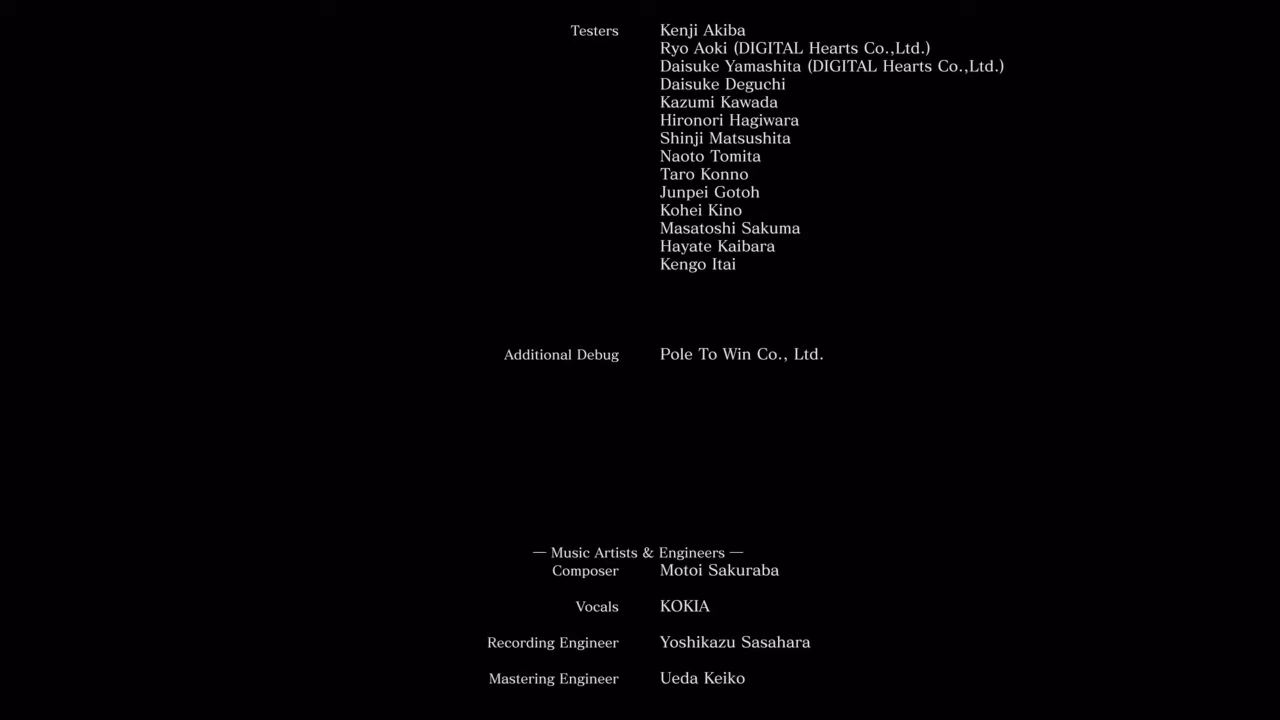 Testers Kenji Akiba
Ryo Aoki (DIGITAL Hearts Co.,Ltd.)
Daisuke Yamashita (DIGITAL Hearts Co.,Ltd.)
Daisuke Deguchi
Kazumi Kawada
Hironori Hagiwara
Shinji Matsushita
Naoto Tomita
Taro Konno
Junpei Gotoh
Kohei Kino
Masatoshi Sakuma
Hayate Kaibara
Kengo Itai
Additional Debug Pole To Win Co., Ltd.
— Music Artists & Engineers —
Composer Motoi Sakuraba
Vocals KOKIA
Recording Engineer Yoshikazu Sasahara
Mastering Engineer Ueda Keiko